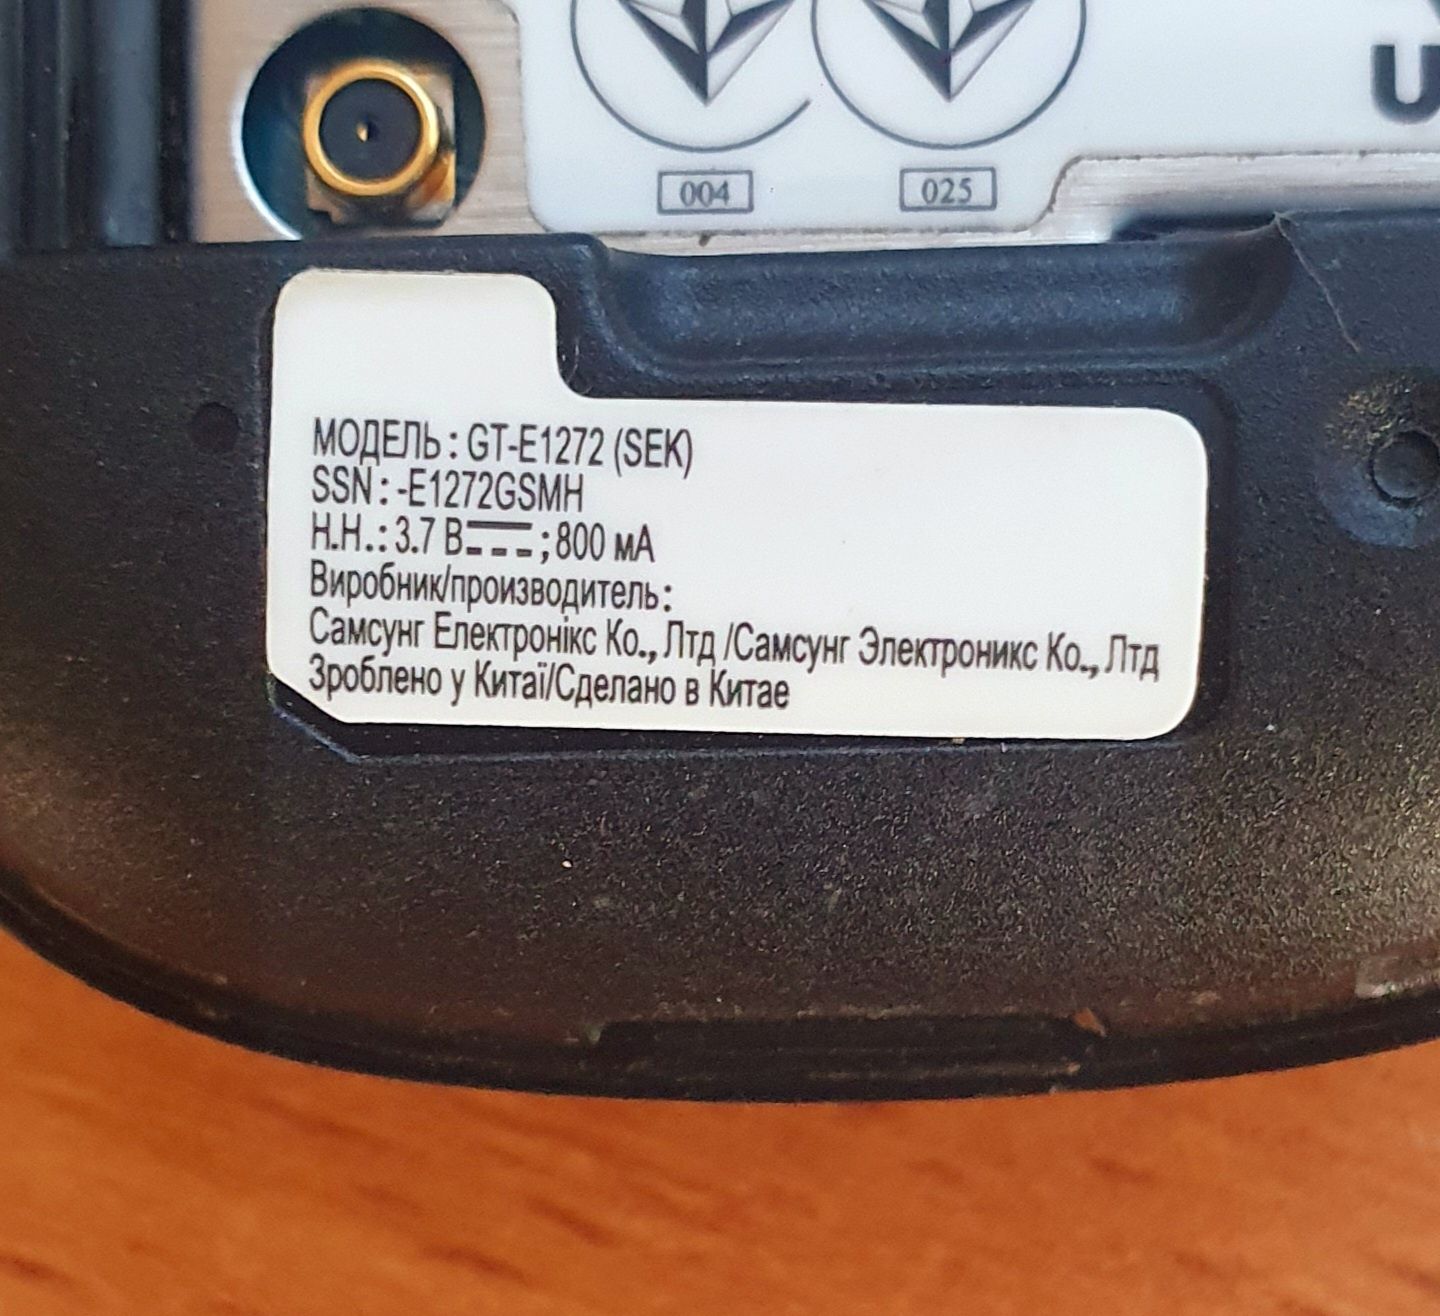 004 025
U
МОДЕЛЬ : GT-E1272 (SEK)
SSN : -E1272GSMH
Н.Н. : 3.7 В ; 800 мА
Виробник/производитель :
Самсунг Електронікс Ко., Лтд /Самсунг Электроникс Ко., Лтд
Зроблено у Китаї/Сделано в Китае